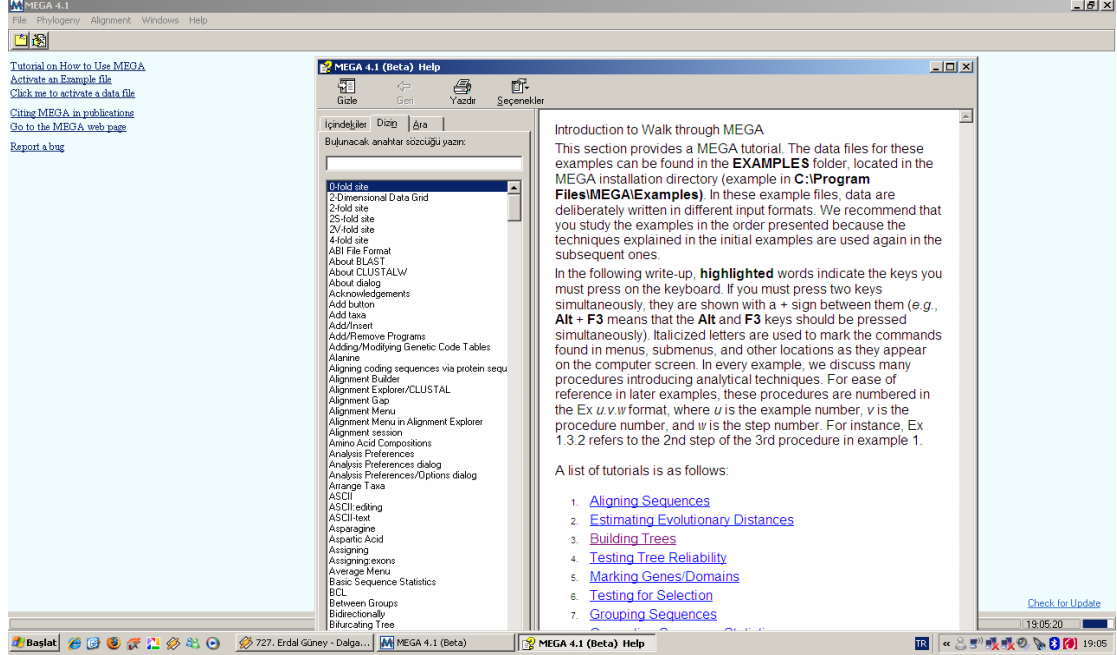 MEGA 4.1
File Phylogeny Alignment Windows Help
Tutorial on How to Use MEGA
Activate an Example file
Click me to activate a data file
Citing MEGA in publications
Go to the MEGA web page
Report a bug
MEGA 4.1 (Beta) Help
Gizle Geri Yazdır Seçenekler
İçindekiler Dizin Ara
Bulunacak anahtar sözcüğü yazın:
0-fold site
2-Dimensional Data Grid
2-fold site
2S-fold site
2V-fold site
4-fold site
ABI File Format
About BLAST
About CLUSTALW
About dialog
Acknowledgements
Add button
Add taxa
Add/Insert
Add/Remove Programs
Adding/Modifying Genetic Code Tables
Alanine
Aligning coding sequences via protein sequ
Alignment Builder
Alignment Explorer/CLUSTAL
Alignment Gap
Alignment Menu
Alignment Menu in Alignment Explorer
Alignment session
Amino Acid Compositions
Analysis Preferences
Analysis Preferences dialog
Analysis Preferences/Options dialog
Arrange Taxa
ASCII
ASCII:editing
ASCII-text
Asparagine
Aspartic Acid
Assigning
Assigning:exons
Average Menu
Basic Sequence Statistics
BCL
Between Groups
Bidirectionally
Bifurcating Tree
Introduction to Walk through MEGA
This section provides a MEGA tutorial. The data files for these
examples can be found in the EXAMPLES folder, located in the
MEGA installation directory (example in C:\Program
Files\MEGA\Examples). In these example files, data are
deliberately written in different input formats. We recommend that
you study the examples in the order presented because the
techniques explained in the initial examples are used again in the
subsequent ones.
In the following write-up, highlighted words indicate the keys you
must press on the keyboard. If you must press two keys
simultaneously, they are shown with a + sign between them (e.g.,
Alt + F3 means that the Alt and F3 keys should be pressed
simultaneously). Italicized letters are used to mark the commands
found in menus, submenus, and other locations as they appear
on the computer screen. In every example, we discuss many
procedures introducing analytical techniques. For ease of
reference in later examples, these procedures are numbered in
the Ex u.v.w format, where u is the example number, v is the
procedure number, and w is the step number. For instance, Ex
1.3.2 refers to the 2nd step of the 3rd procedure in example 1.
A list of tutorials is as follows:
1. Aligning Sequences
2. Estimating Evolutionary Distances
3. Building Trees
4. Testing Tree Reliability
5. Marking Genes/Domains
6. Testing for Selection
7. Grouping Sequences
Check for Update
19:05:20
Başlat 727. Erdal Güney - Dalga... MEGA 4.1 (Beta) MEGA 4.1 (Beta) Help TR « 19:05